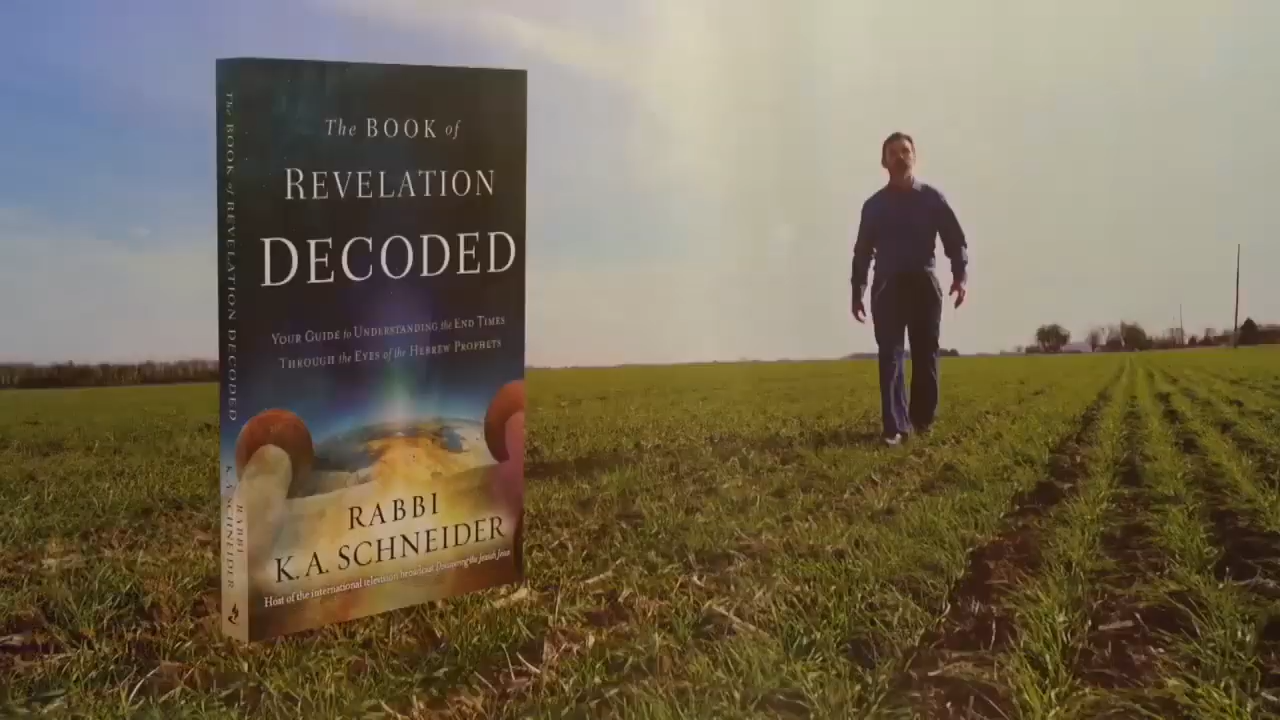 The BOOK of
REVELATION
DECODED
YOUR GUIDE to UNDERSTANDING the END TIMES
THROUGH the EYES of the HEBREW PROPHETS
RABBI
K. A. SCHNEIDER
Host of the international television broadcast Discovering the Jewish Jesus
The BOOK of REVELATION DECODED
RABBI
K. A. SCHNEIDER